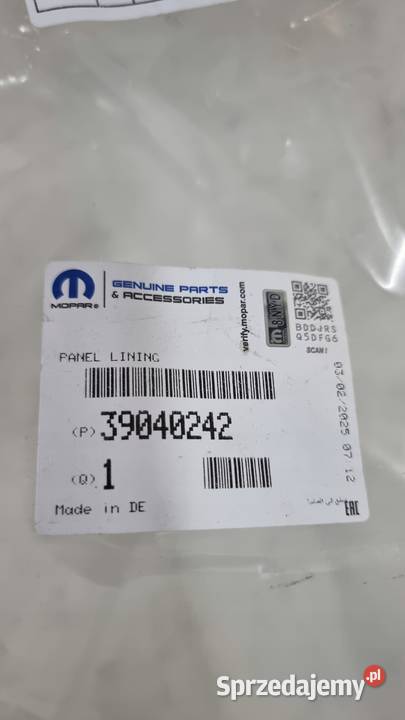 MOPAR®
GENUINE PARTS
& ACCESSORIES
verify.mopar.com
BDDJRS
Q5DFG6
SCAN!
PANEL LINING
(P) 39040242
03/02/2025 07 12
(Q) 1
Made in DE
EAC
Sprzedajemy.pl